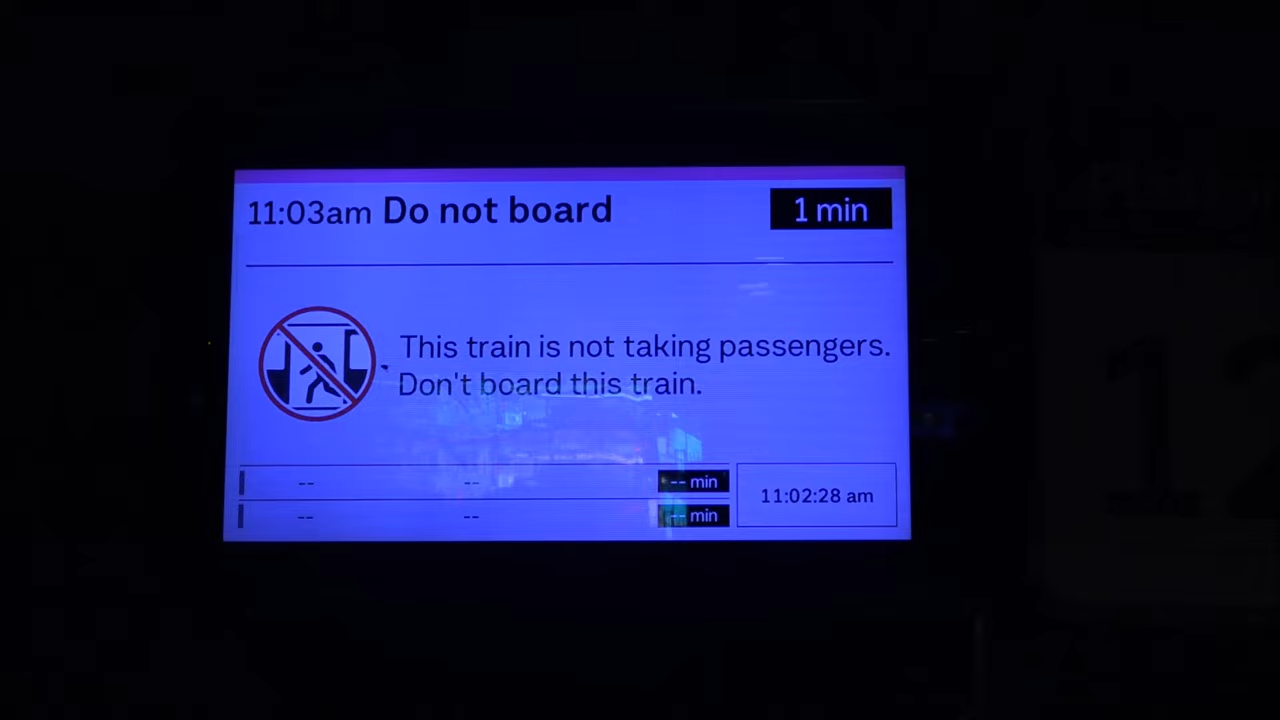 11:03am Do not board 1 min
This train is not taking passengers.
Don't board this train.
-- -- -- min
-- -- -- min
11:02:28 am
12